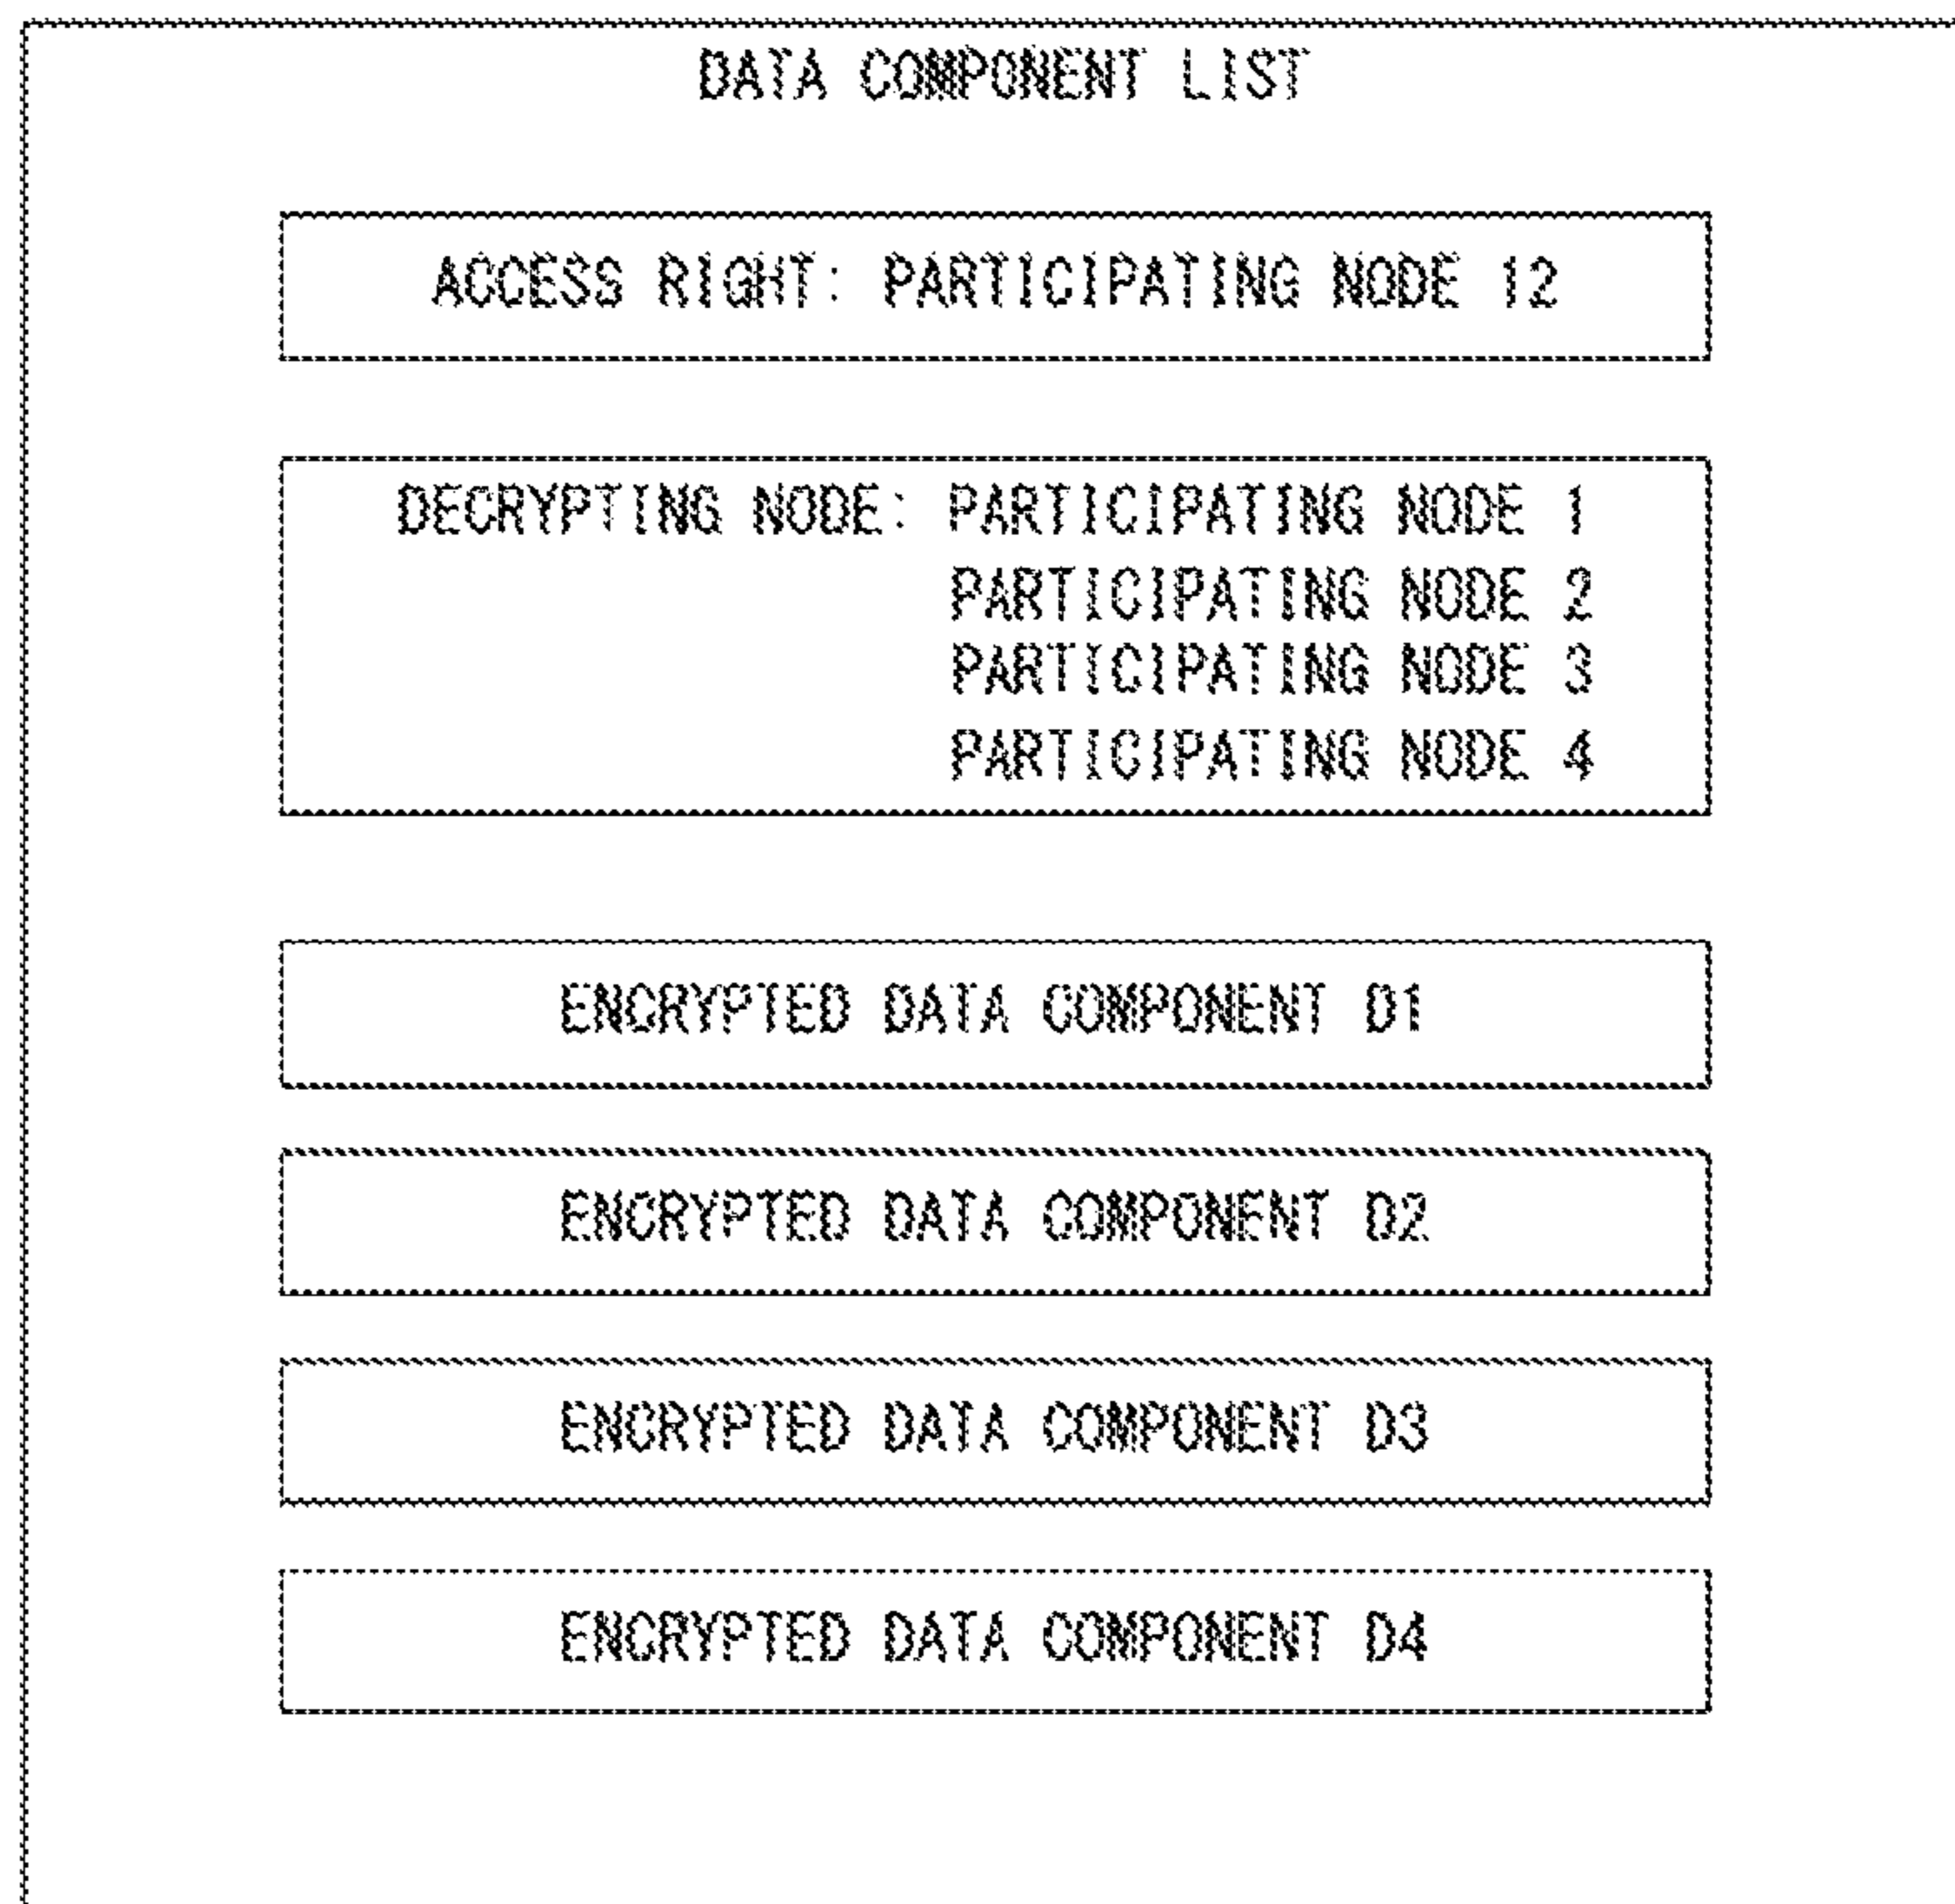 DATA COMPONENT LIST
ACCESS RIGHT: PARTICIPATING NODE 12
DECRYPTING NODE: PARTICIPATING NODE 1
PARTICIPATING NODE 2
PARTICIPATING NODE 3
PARTICIPATING NODE 4
ENCRYPTED DATA COMPONENT D1
ENCRYPTED DATA COMPONENT D2
ENCRYPTED DATA COMPONENT D3
ENCRYPTED DATA COMPONENT D4